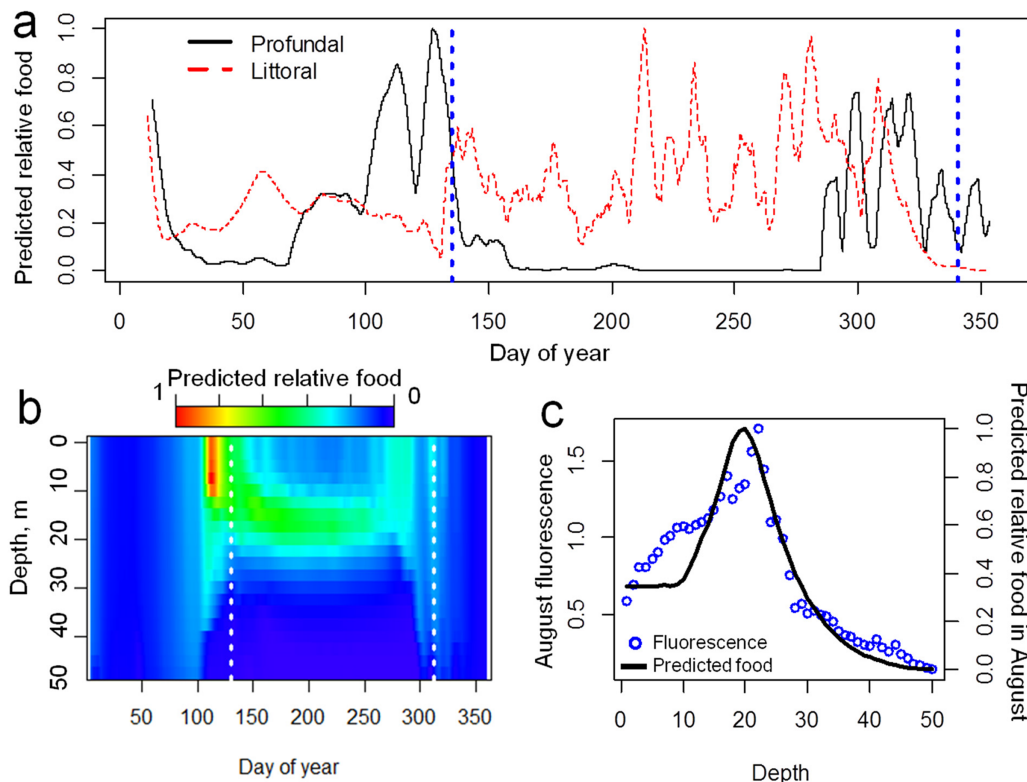 a
Predicted relative food
1.0
0.8
0.6
0.4
0.2
0.0
Profundal
Littoral
0 50 100 150 200 250 300 350
Day of year
b
Predicted relative food
1 0
Depth, m
0
10
20
30
40
50
50 100 150 200 250 300 350
Day of year
c
August fluorescence
1.5
1.0
0.5
Fluorescence
Predicted food
1.0
0.8
0.6
0.4
0.2
0.0
Predicted relative food in August
0 10 20 30 40 50
Depth